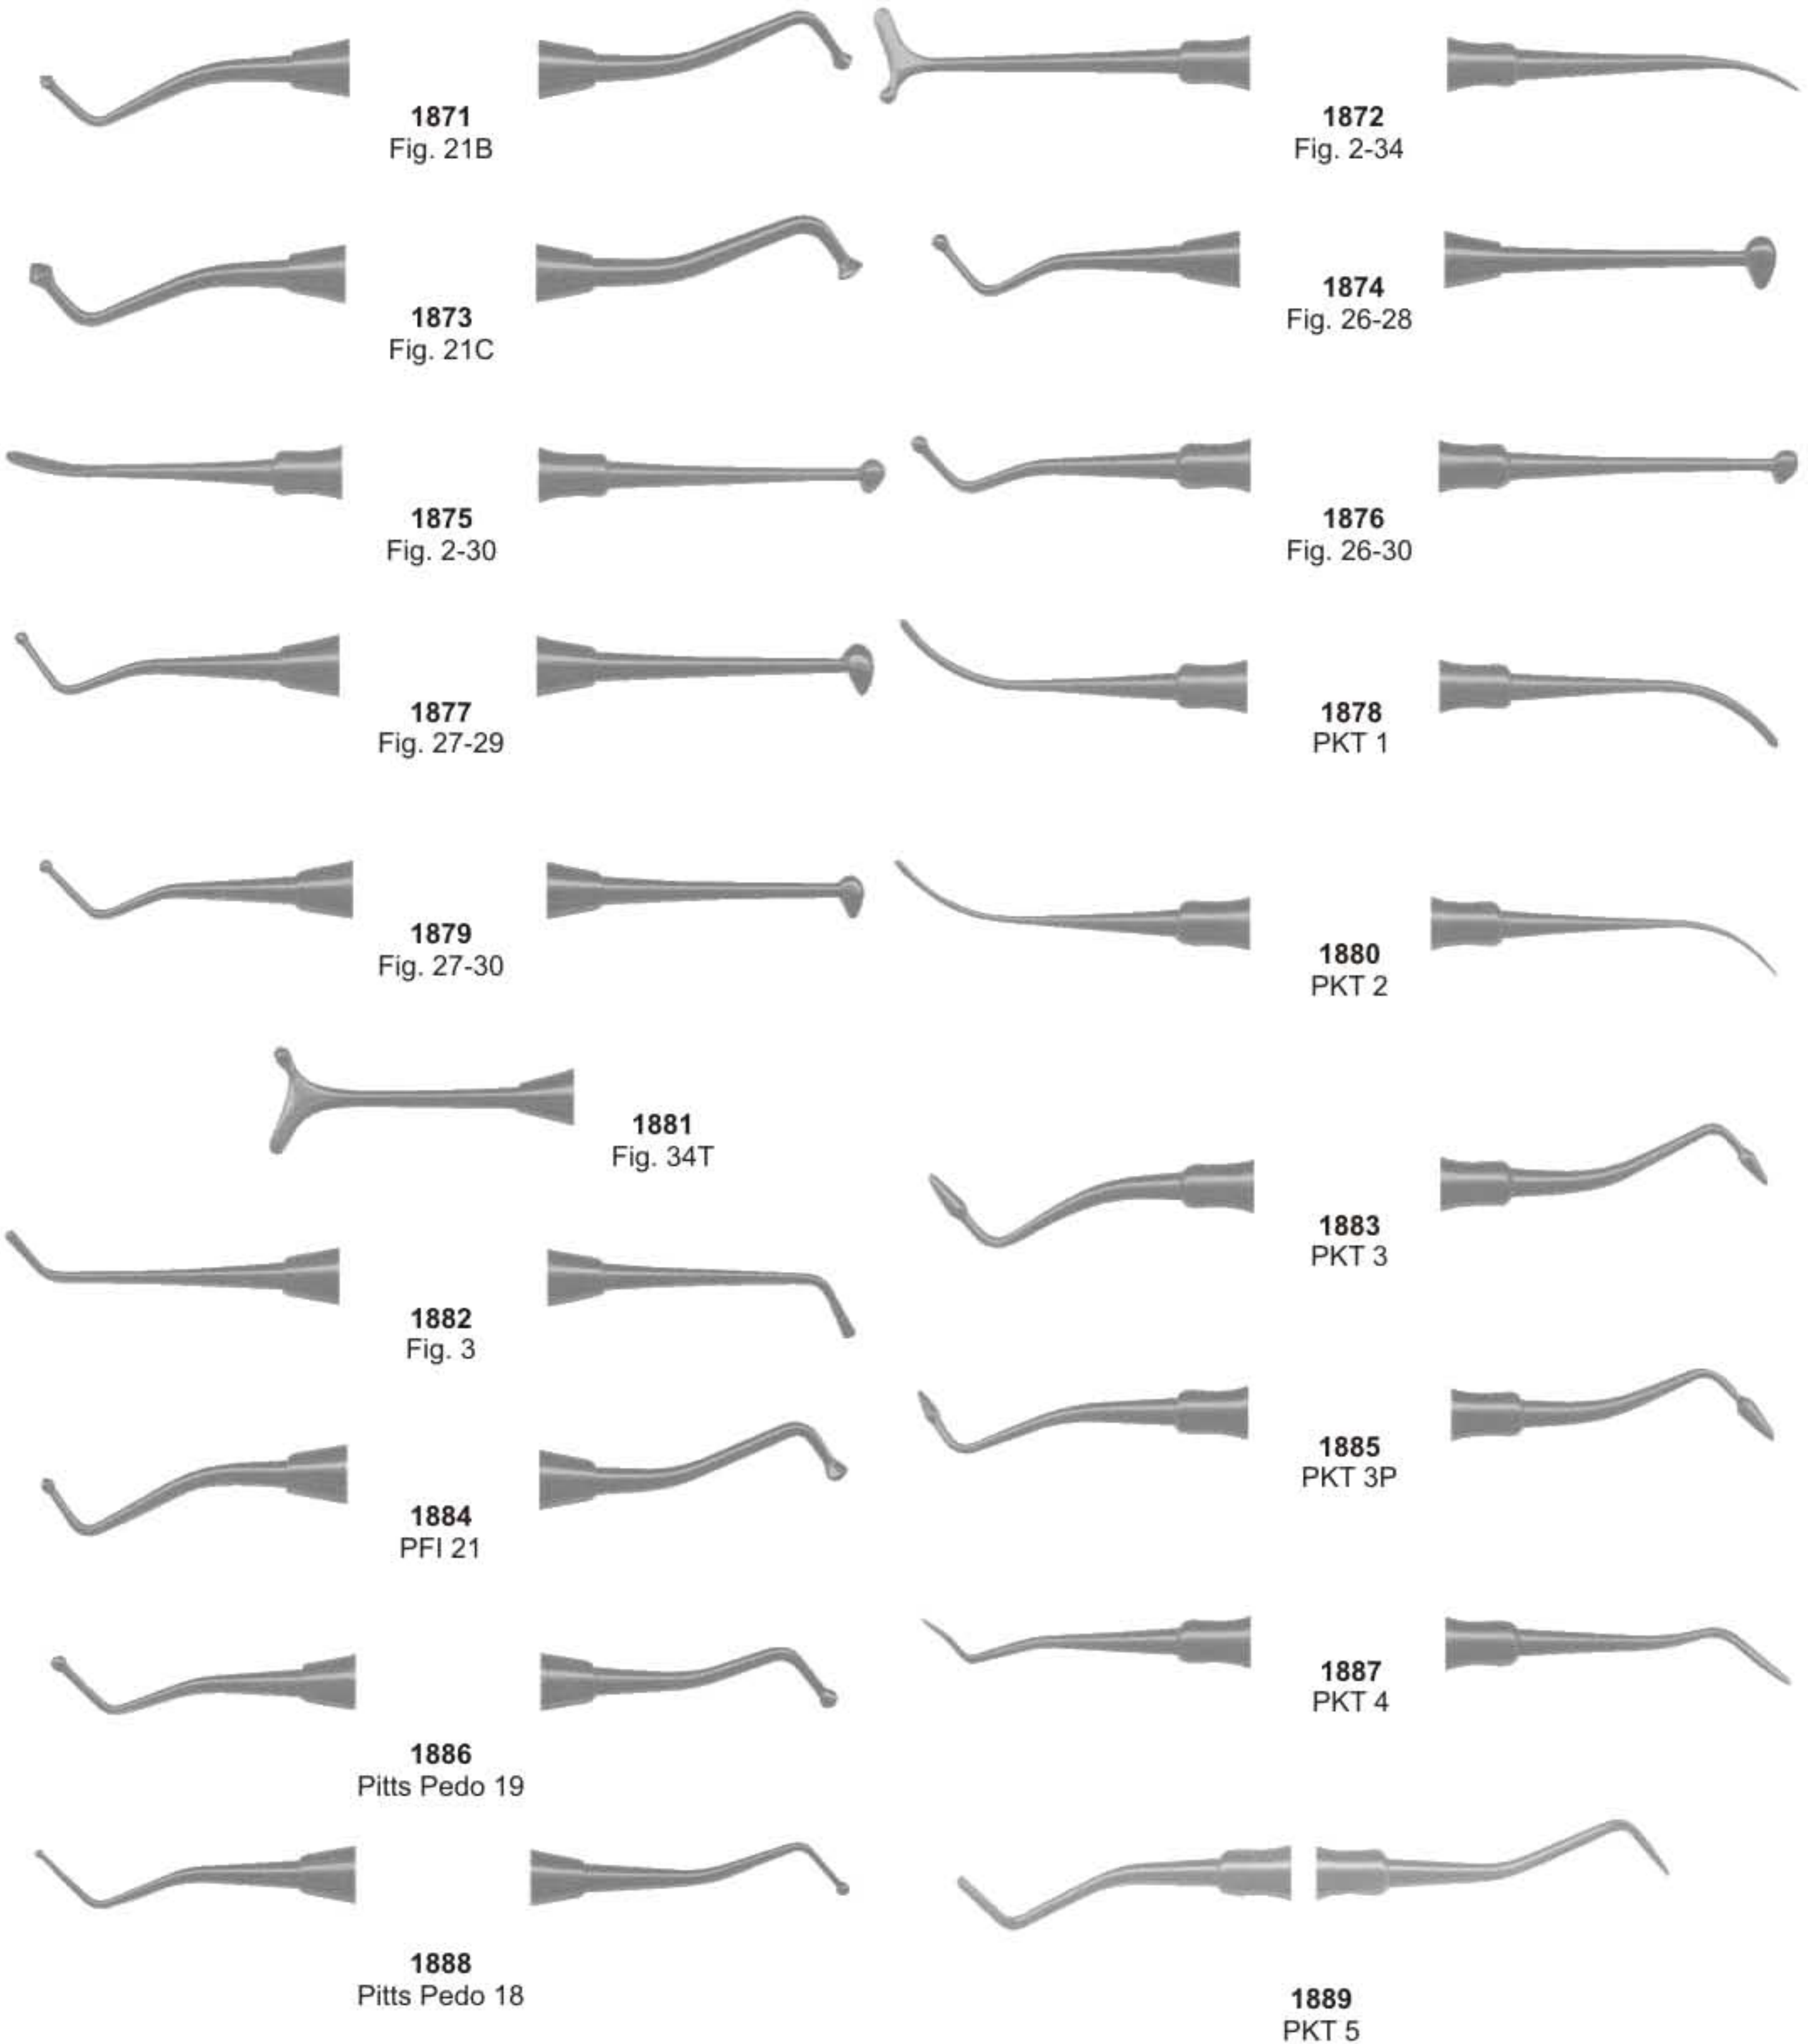 1871
Fig. 21B
1872
Fig. 2-34
1873
Fig. 21C
1874
Fig. 26-28
1875
Fig. 2-30
1876
Fig. 26-30
1877
Fig. 27-29
1878
PKT 1
1879
Fig. 27-30
1880
PKT 2
1881
Fig. 34T
1883
PKT 3
1882
Fig. 3
1885
PKT 3P
1884
PFI 21
1887
PKT 4
1886
Pitts Pedo 19
1888
Pitts Pedo 18
1889
PKT 5